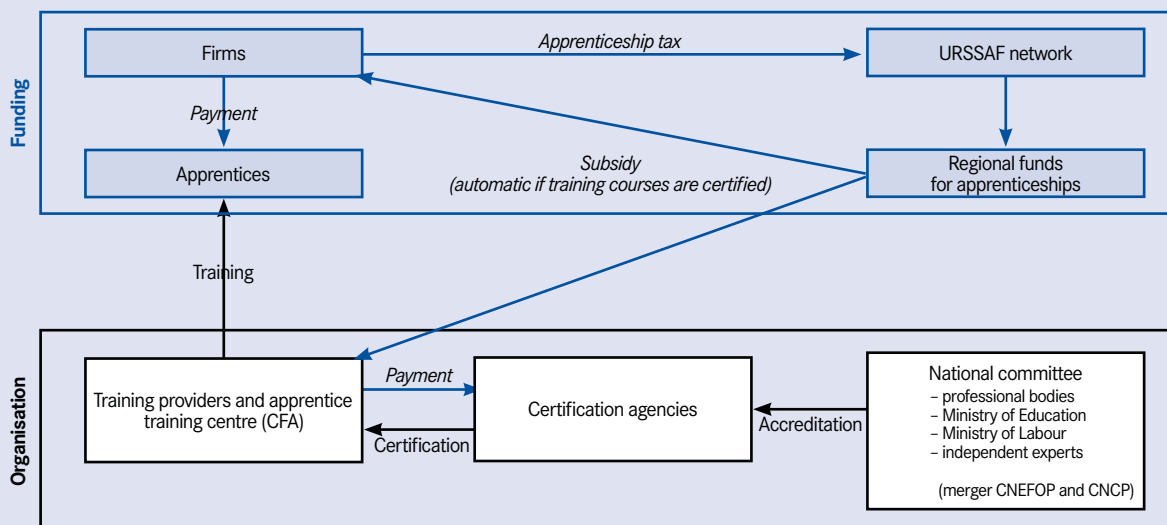 Funding
Firms
Apprenticeship tax
URSSAF network
Payment
Apprentices
Subsidy
(automatic if training courses are certified)
Regional funds
for apprenticeships
Training
Organisation
Training providers and apprentice
training centre (CFA)
Payment
Certification
Certification agencies
Accreditation
National committee
– professional bodies
– Ministry of Education
– Ministry of Labour
– independent experts
(merger CNEFOP and CNCP)